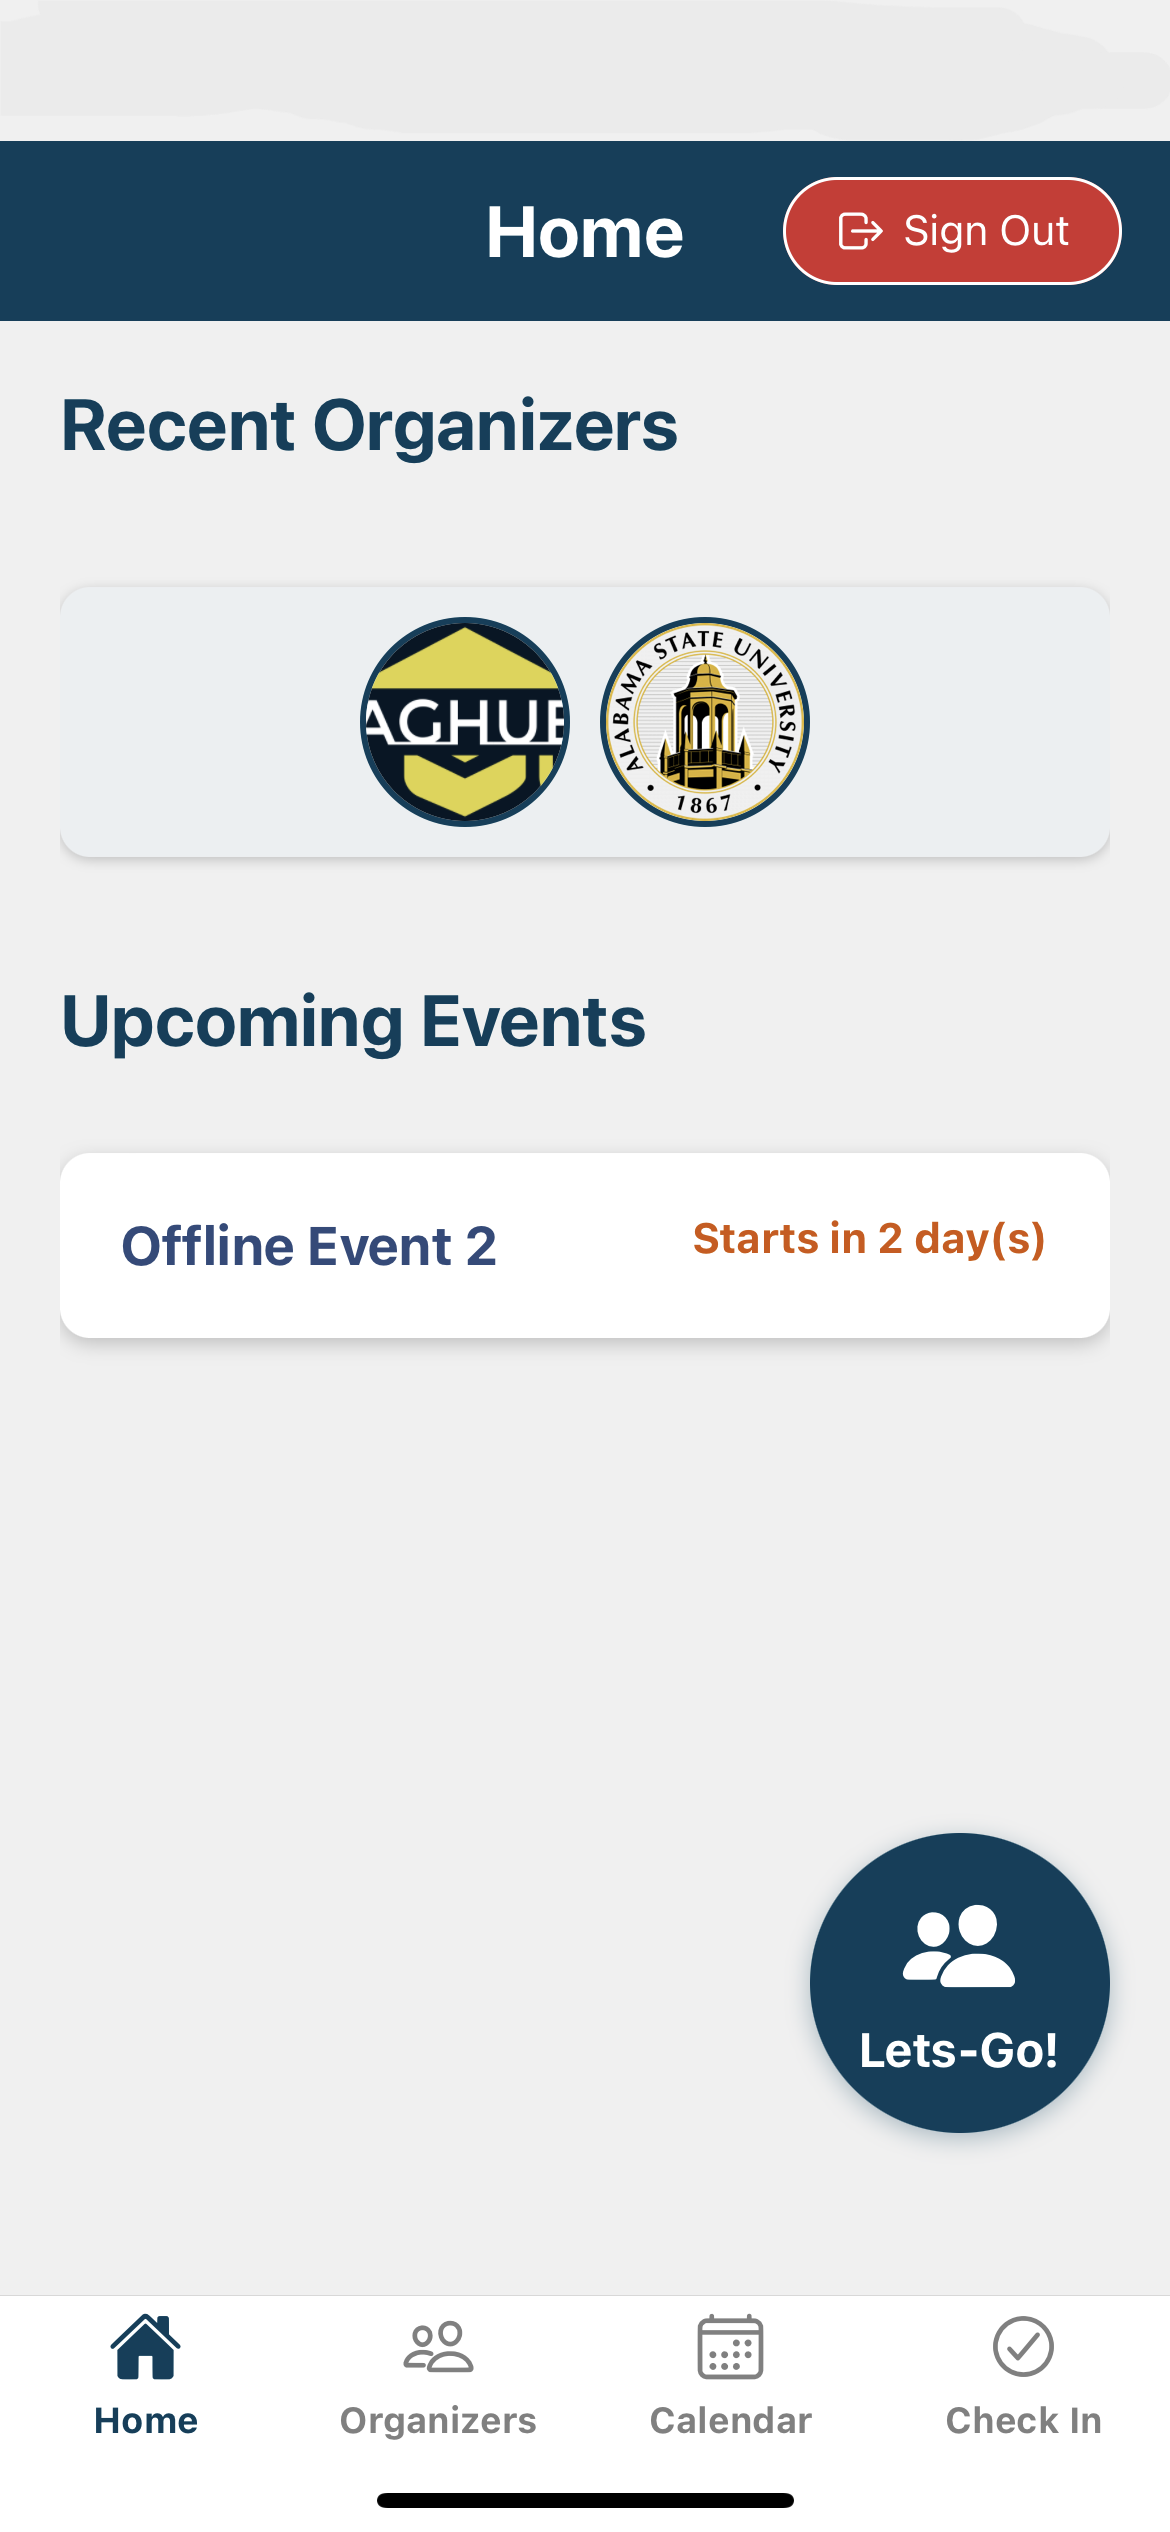 Home
Sign Out
Recent Organizers
AGHUB
ALABAMA STATE UNIVERSITY
1867
Upcoming Events
Offline Event 2
Starts in 2 day(s)
Lets-Go!
Home
Organizers
Calendar
Check In